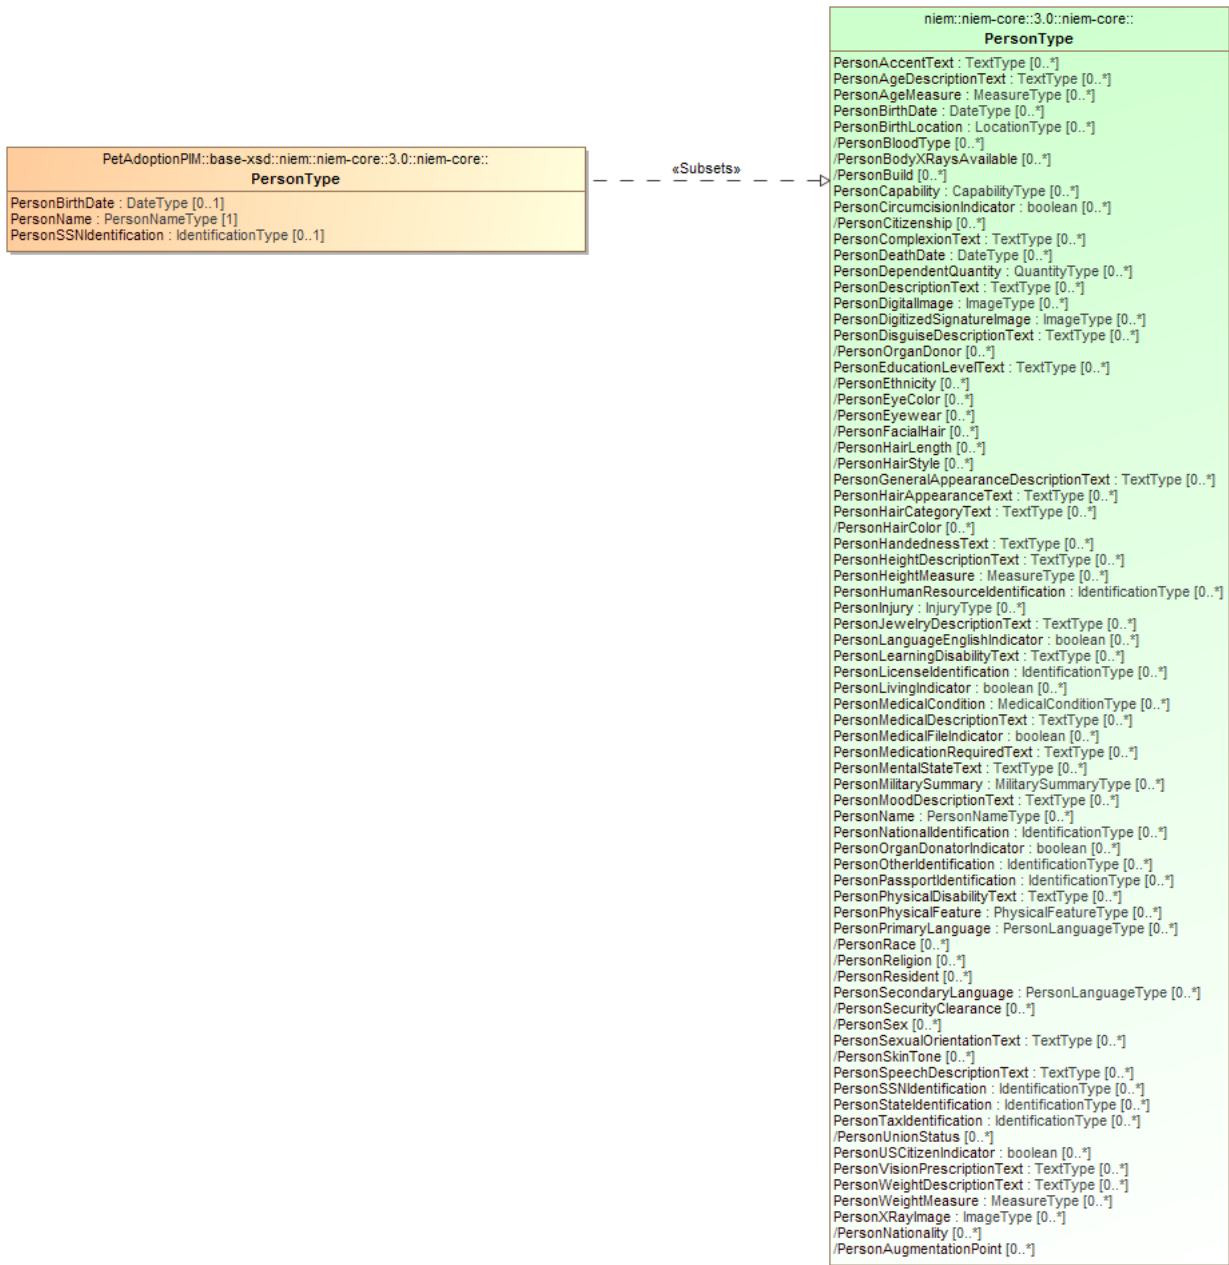 PetAdoptionPIM::base-xsd::niem::niem-core::3.0::niem-core::
PersonType
PersonBirthDate : DateType [0..1]
PersonName : PersonNameType [1]
PersonSSNIdentification : IdentificationType [0..1]
«Subsets»
niem::niem-core::3.0::niem-core::
PersonType
PersonAccentText : TextType [0..*]
PersonAgeDescriptionText : TextType [0..*]
PersonAgeMeasure : MeasureType [0..*]
PersonBirthDate : DateType [0..*]
PersonBirthLocation : LocationType [0..*]
/PersonBloodType [0..*]
/PersonBodyXRaysAvailable [0..*]
/PersonBuild [0..*]
PersonCapability : CapabilityType [0..*]
PersonCircumcisionIndicator : boolean [0..*]
/PersonCitizenship [0..*]
PersonComplexionText : TextType [0..*]
PersonDeathDate : DateType [0..*]
PersonDependentQuantity : QuantityType [0..*]
PersonDescriptionText : TextType [0..*]
PersonDigitalImage : ImageType [0..*]
PersonDigitizedSignatureImage : ImageType [0..*]
PersonDisguiseDescriptionText : TextType [0..*]
/PersonOrganDonor [0..*]
PersonEducationLevelText : TextType [0..*]
/PersonEthnicity [0..*]
/PersonEyeColor [0..*]
/PersonEyewear [0..*]
/PersonFacialHair [0..*]
/PersonHairLength [0..*]
/PersonHairStyle [0..*]
PersonGeneralAppearanceDescriptionText : TextType [0..*]
PersonHairAppearanceText : TextType [0..*]
PersonHairCategoryText : TextType [0..*]
/PersonHairColor [0..*]
PersonHandednessText : TextType [0..*]
PersonHeightDescriptionText : TextType [0..*]
PersonHeightMeasure : MeasureType [0..*]
PersonHumanResourceIdentification : IdentificationType [0..*]
PersonInjury : InjuryType [0..*]
PersonJewelryDescriptionText : TextType [0..*]
PersonLanguageEnglishIndicator : boolean [0..*]
PersonLearningDisabilityText : TextType [0..*]
PersonLicenseIdentification : IdentificationType [0..*]
PersonLivingIndicator : boolean [0..*]
PersonMedicalCondition : MedicalConditionType [0..*]
PersonMedicalDescriptionText : TextType [0..*]
PersonMedicalFileIndicator : boolean [0..*]
PersonMedicationRequiredText : TextType [0..*]
PersonMentalStateText : TextType [0..*]
PersonMilitarySummary : MilitarySummaryType [0..*]
PersonMoodDescriptionText : TextType [0..*]
PersonName : PersonNameType [0..*]
PersonNationalIdentification : IdentificationType [0..*]
PersonOrganDonatorIndicator : boolean [0..*]
PersonOtherIdentification : IdentificationType [0..*]
PersonPassportIdentification : IdentificationType [0..*]
PersonPhysicalDisabilityText : TextType [0..*]
PersonPhysicalFeature : PhysicalFeatureType [0..*]
PersonPrimaryLanguage : PersonLanguageType [0..*]
/PersonRace [0..*]
/PersonReligion [0..*]
/PersonResident [0..*]
PersonSecondaryLanguage : PersonLanguageType [0..*]
/PersonSecurityClearance [0..*]
/PersonSex [0..*]
PersonSexualOrientationText : TextType [0..*]
/PersonSkinTone [0..*]
PersonSpeechDescriptionText : TextType [0..*]
PersonSSNIdentification : IdentificationType [0..*]
PersonStateIdentification : IdentificationType [0..*]
PersonTaxIdentification : IdentificationType [0..*]
/PersonUnionStatus [0..*]
PersonUSCitizenIndicator : boolean [0..*]
PersonVisionPrescriptionText : TextType [0..*]
PersonWeightDescriptionText : TextType [0..*]
PersonWeightMeasure : MeasureType [0..*]
PersonXRayImage : ImageType [0..*]
/PersonNationality [0..*]
/PersonAugmentationPoint [0..*]